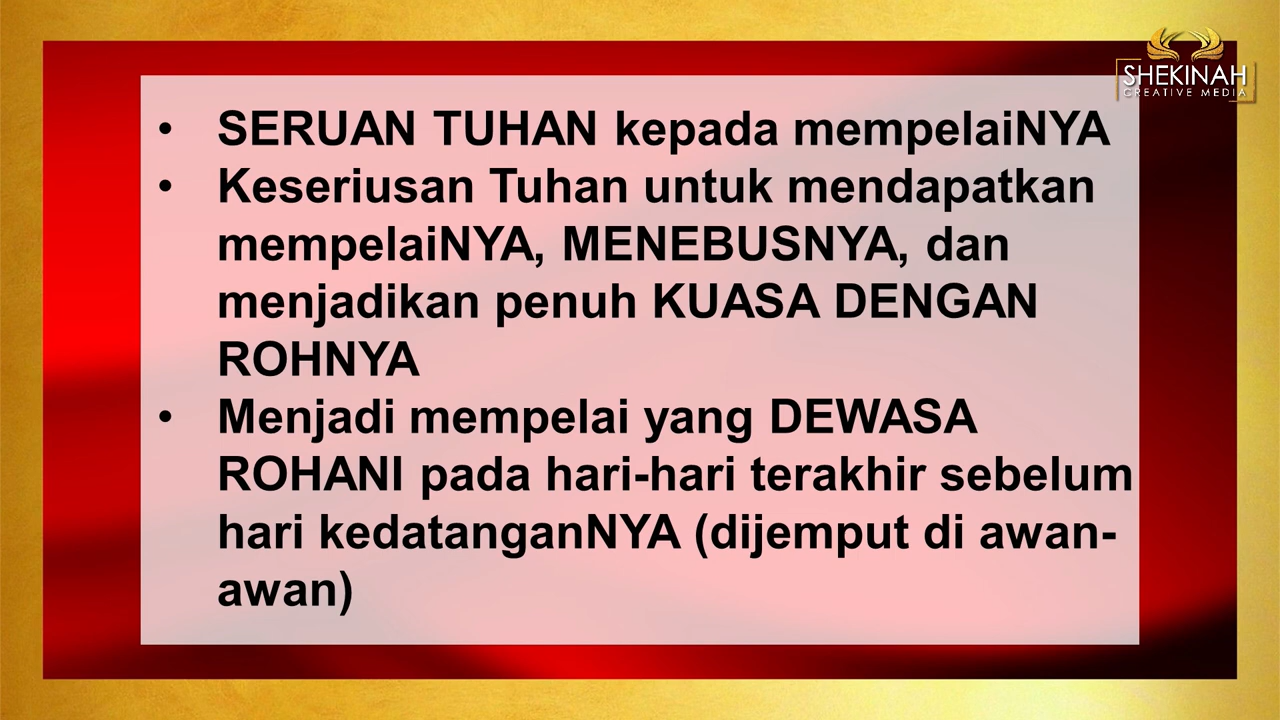 SHEKINAH
CREATIVE MEDIA
• SERUAN TUHAN kepada mempelaiNYA
• Keseriusan Tuhan untuk mendapatkan
mempelaiNYA, MENEBUSNYA, dan
menjadikan penuh KUASA DENGAN
ROHNYA
• Menjadi mempelai yang DEWASA
ROHANI pada hari-hari terakhir sebelum
hari kedatanganNYA (dijemput di awan-
awan)